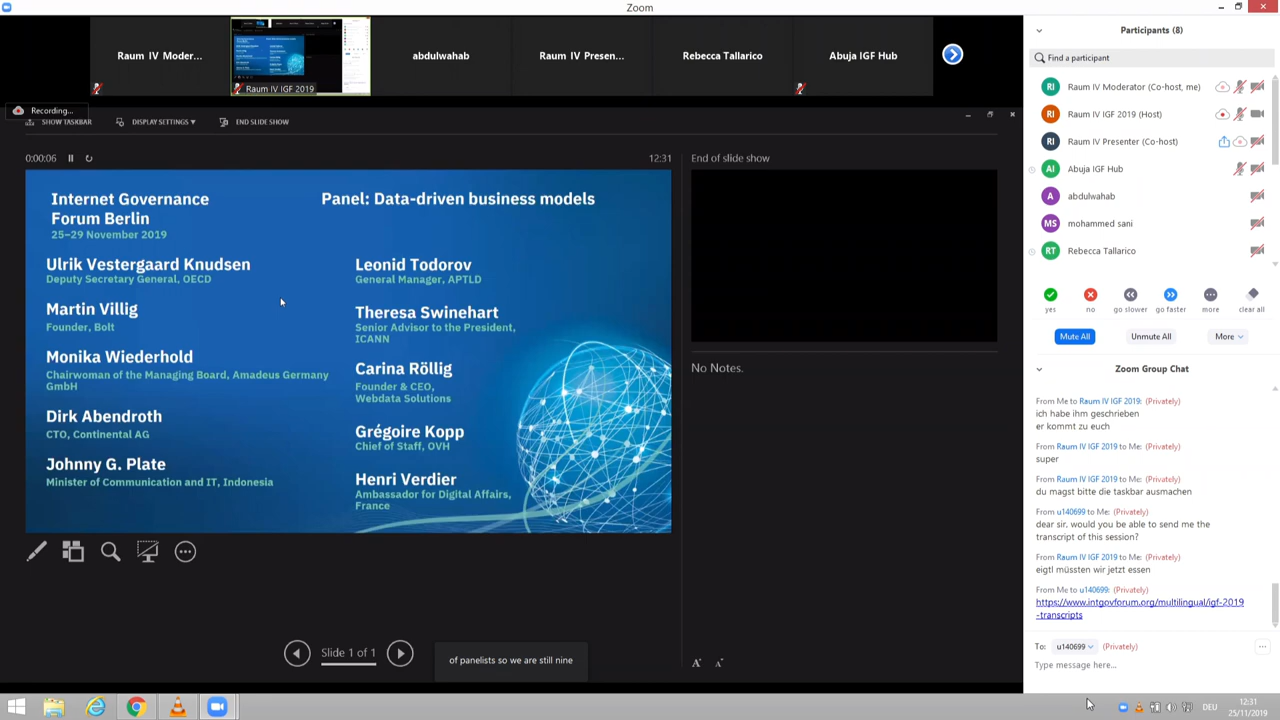 Zoom
Raum IV Moder...
Raum IV IGF 2019
abdulwahab
Raum IV Presen...
Rebecca Tallarico
Abuja IGF Hub
Recording...
SHOW TASKBAR
DISPLAY SETTINGS
END SLIDE SHOW
0:00:06
12:31
Internet Governance
Forum Berlin
25–29 November 2019
Panel: Data-driven business models
Ulrik Vestergaard Knudsen
Deputy Secretary General, OECD
Martin Villig
Founder, Bolt
Monika Wiederhold
Chairwoman of the Managing Board, Amadeus Germany
GmbH
Dirk Abendroth
CTO, Continental AG
Johnny G. Plate
Minister of Communication and IT, Indonesia
Leonid Todorov
General Manager, APTLD
Theresa Swinehart
Senior Advisor to the President,
ICANN
Carina Röllig
Founder & CEO,
Webdata Solutions
Grégoire Kopp
Chief of Staff, OVH
Henri Verdier
Ambassador for Digital Affairs,
France
Slide 1 of 1
of panelists so we are still nine
End of slide show
No Notes.
A
A
Participants (8)
Find a participant
RI Raum IV Moderator (Co-host, me)
RI Raum IV IGF 2019 (Host)
RI Raum IV Presenter (Co-host)
AI Abuja IGF Hub
A abdulwahab
MS mohammed sani
RT Rebecca Tallarico
yes no go slower go faster more clear all
Mute All
Unmute All
More
Zoom Group Chat
From Me to Raum IV IGF 2019: (Privately)
ich habe ihm geschrieben
er kommt zu euch
From Raum IV IGF 2019 to Me: (Privately)
super
From Raum IV IGF 2019 to Me: (Privately)
du magst bitte die taskbar ausmachen
From u140699 to Me: (Privately)
dear sir, would you be able to send me the
transcript of this session?
From Raum IV IGF 2019 to Me: (Privately)
eigtl müssten wir jetzt essen
From Me to u140699: (Privately)
https://www.intgovforum.org/multilingual/igf-2019
-transcripts
To: u140699 (Privately)
Type message here...
DEU
12:31
25/11/2019